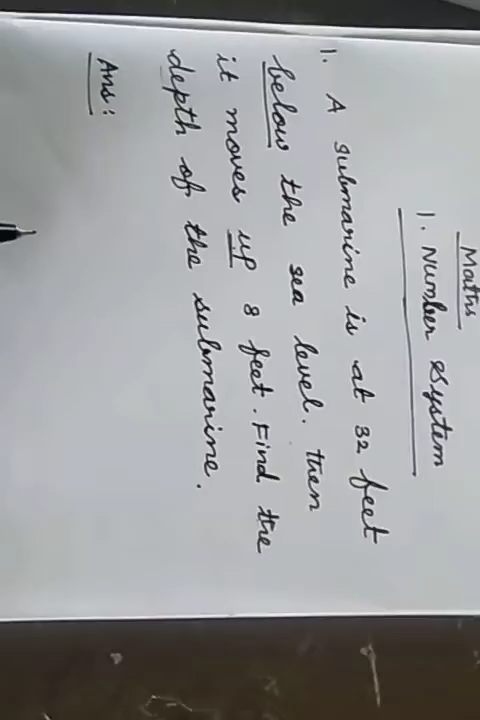 Maths
1. Number System
1. A submarine is at 32 feet
below the sea level. then
it moves up 8 feet. Find the
depth of the submarine.
Ans: